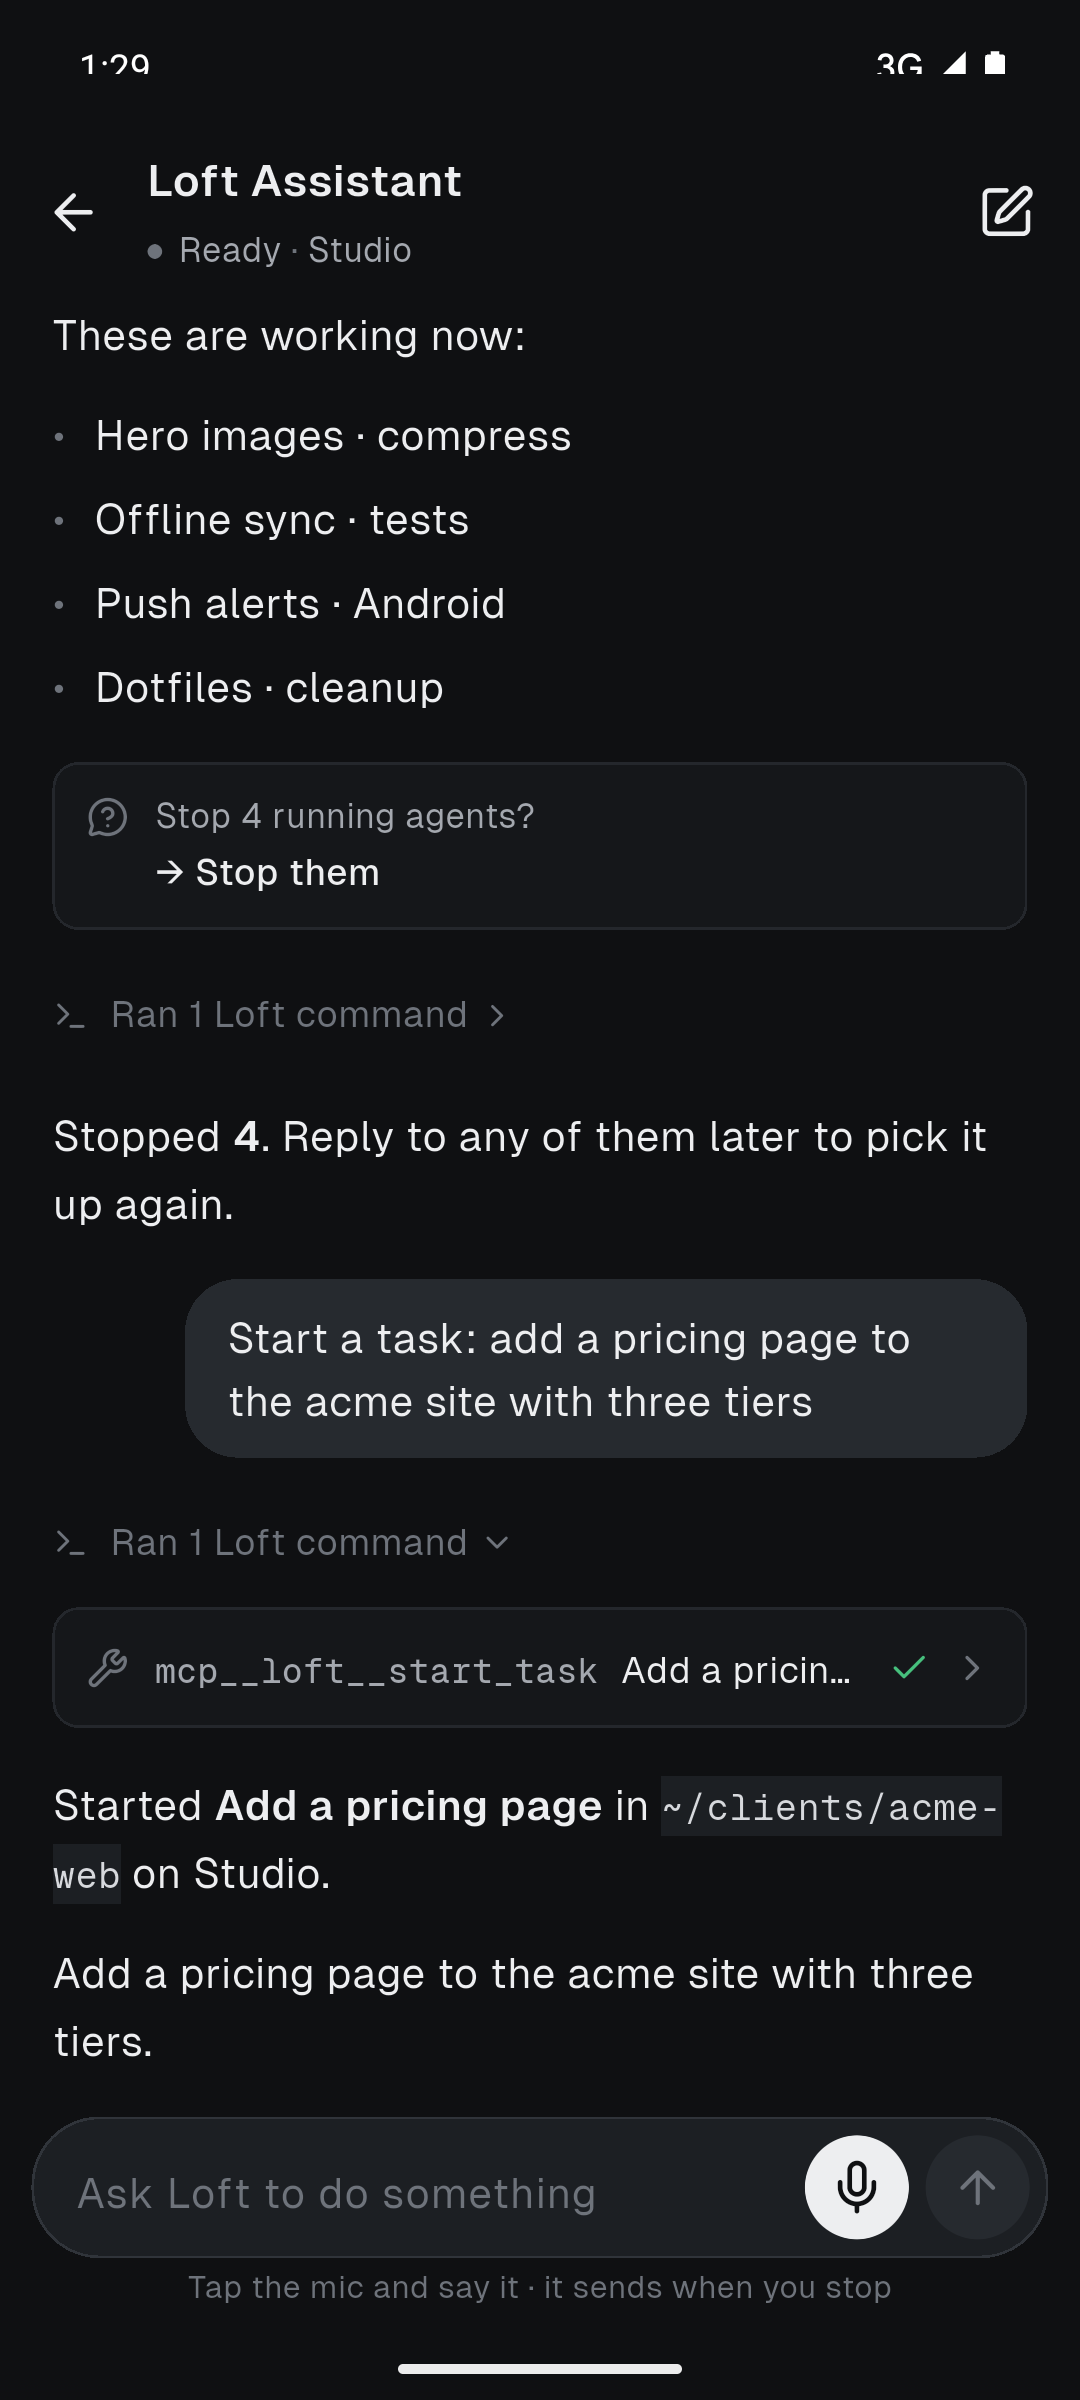 1:29
3G
Loft Assistant
Ready · Studio
These are working now:
• Hero images · compress
• Offline sync · tests
• Push alerts · Android
• Dotfiles · cleanup
Stop 4 running agents?
→ Stop them
Ran 1 Loft command
Stopped 4. Reply to any of them later to pick it
up again.
Start a task: add a pricing page to
the acme site with three tiers
Ran 1 Loft command
mcp__loft__start_task Add a pricin…
Started Add a pricing page in ~/clients/acme-
web on Studio.
Add a pricing page to the acme site with three
tiers.
Ask Loft to do something
Tap the mic and say it · it sends when you stop